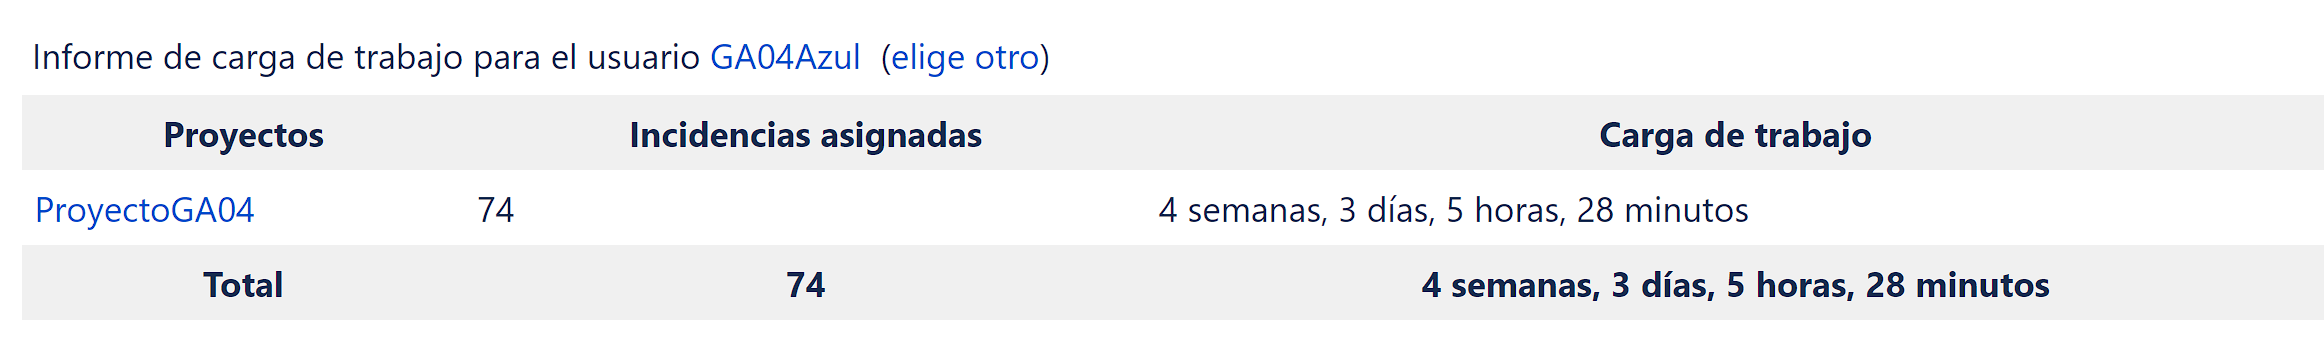 Informe de carga de trabajo para el usuario GA04Azul (elige otro)
Proyectos Incidencias asignadas Carga de trabajo
ProyectoGA04 74 4 semanas, 3 días, 5 horas, 28 minutos
Total 74 4 semanas, 3 días, 5 horas, 28 minutos